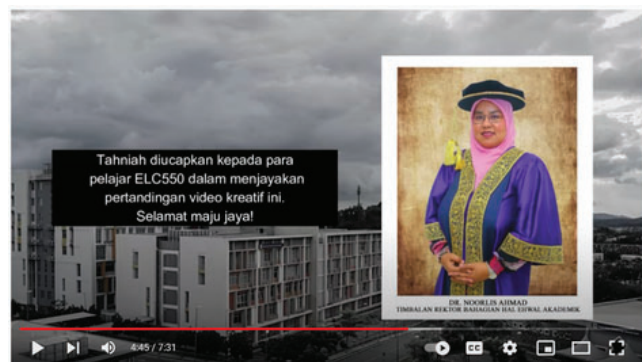 Tahniah diucapkan kepada para
pelajar ELC550 dalam menjayakan
pertandingan video kreatif ini.
Selamat maju jaya!
DR. NOORLIS AHMAD
TIMBALAN REKTOR BAHAGIAN HAL EHWAL AKADEMIK
4:45 / 7:31
CC